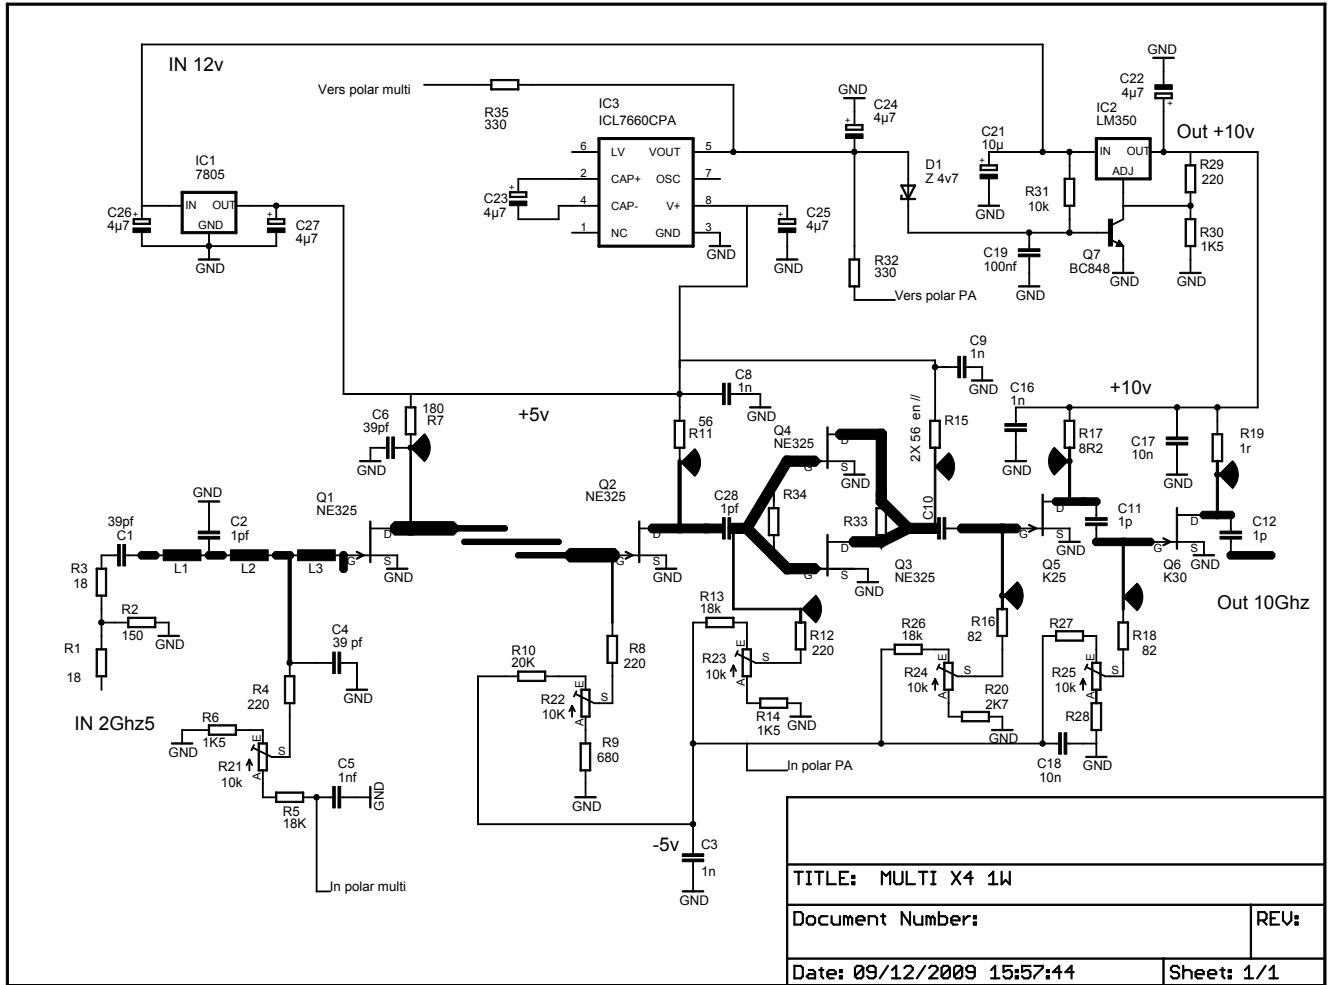 IN 12v
Vers polar multi
R35
330
IC3
ICL7660CPA
6 LV VOUT 5
2 CAP+ OSC 7
4 CAP- V+ 8
1 NC GND 3
C23
4µ7
GND
C24
4µ7
GND
C25
4µ7
GND
D1
Z 4v7
R32
330
Vers polar PA
C21
10µ
GND
R31
10k
C19
100nf
GND
IC2
LM350
IN OUT
ADJ
GND
C22
4µ7
Out +10v
R29
220
R30
1K5
GND
Q7
BC848
GND
IC1
7805
IN OUT
GND
C26
4µ7
C27
4µ7
GND
+5v
+10v
180
R7
C6
39pf
GND
56
R11
C8
1n
GND
C9
1n
GND
2X 56 en //
R15
C16
1n
GND
R17
8R2
C17
10n
GND
R19
1r
GND
39pf
C1
C2
1pf
R3
18
R2
150
GND
R1
18
IN 2Ghz5
L1
L2
L3
Q1
NE325
D
G
S
GND
Q2
NE325
D
G
S
GND
C28
1pf
Q4
NE325
D
G
S
GND
R34
R33
D
G
S
GND
Q3
NE325
C10
D
G
S
GND
Q5
K25
C11
1p
D
G
S
GND
Q6
K30
C12
1p
Out 10Ghz
C4
39 pf
GND
R4
220
R6
1K5
GND
E
S
A
R21
10k
R5
18K
C5
1nf
GND
In polar multi
R8
220
R10
20K
E
S
A
R22
10K
R9
680
GND
R13
18k
R12
220
E
S
A
R23
10k
R14
1K5
GND
R26
18k
R16
82
E
S
A
R24
10k
R20
2K7
GND
R27
R18
82
E
S
A
R25
10k
R28
C18
10n
GND
In polar PA
-5v
C3
1n
GND
TITLE: MULTI X4 1W
Document Number:
REV:
Date: 09/12/2009 15:57:44
Sheet: 1/1